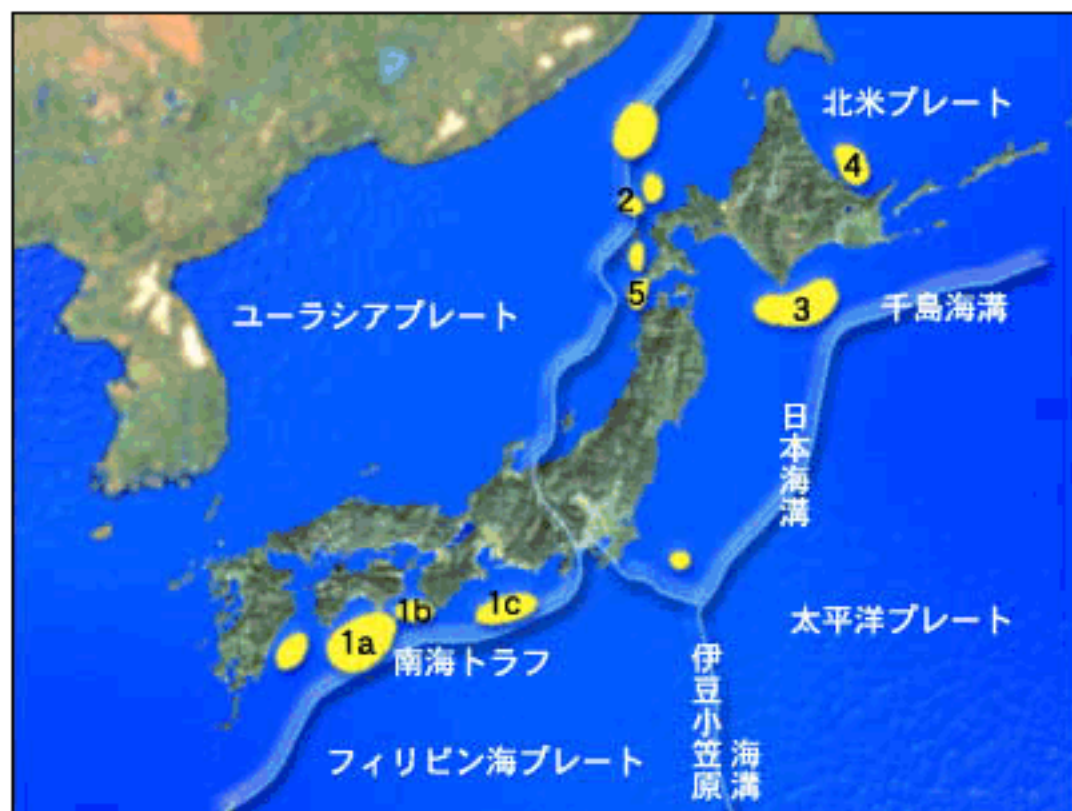 北米プレート
4
2
ユーラシアプレート
5
3
千島海溝
日本海溝
1b
1c
1a
南海トラフ
太平洋プレート
伊豆小笠原
海溝
フィリピン海プレート